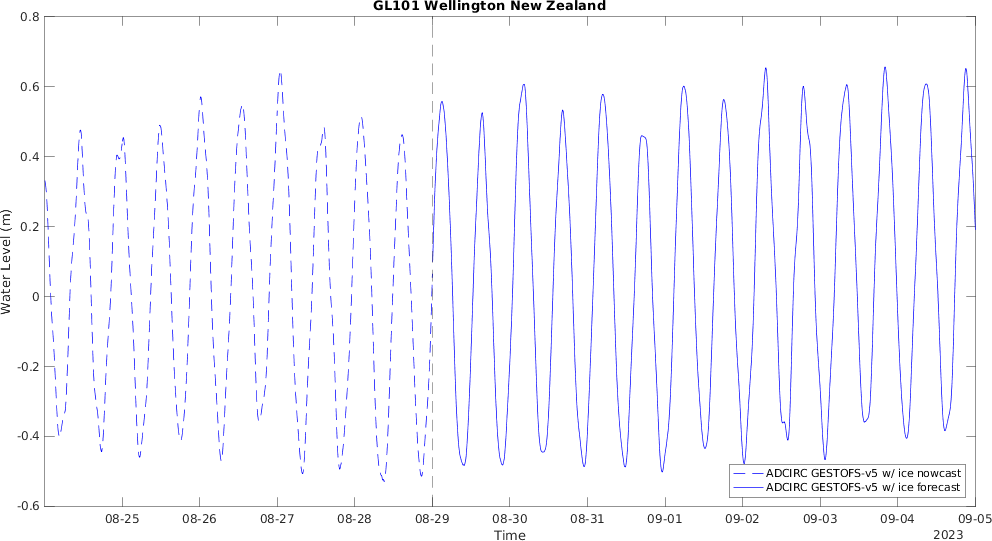 GL101 Wellington New Zealand
0.8
0.6
0.4
0.2
0
-0.2
-0.4
-0.6
Water Level (m)
ADCIRC GESTOFS-v5 w/ ice nowcast
ADCIRC GESTOFS-v5 w/ ice forecast
08-25 08-26 08-27 08-28 08-29 08-30 08-31 09-01 09-02 09-03 09-04 09-05
Time
2023